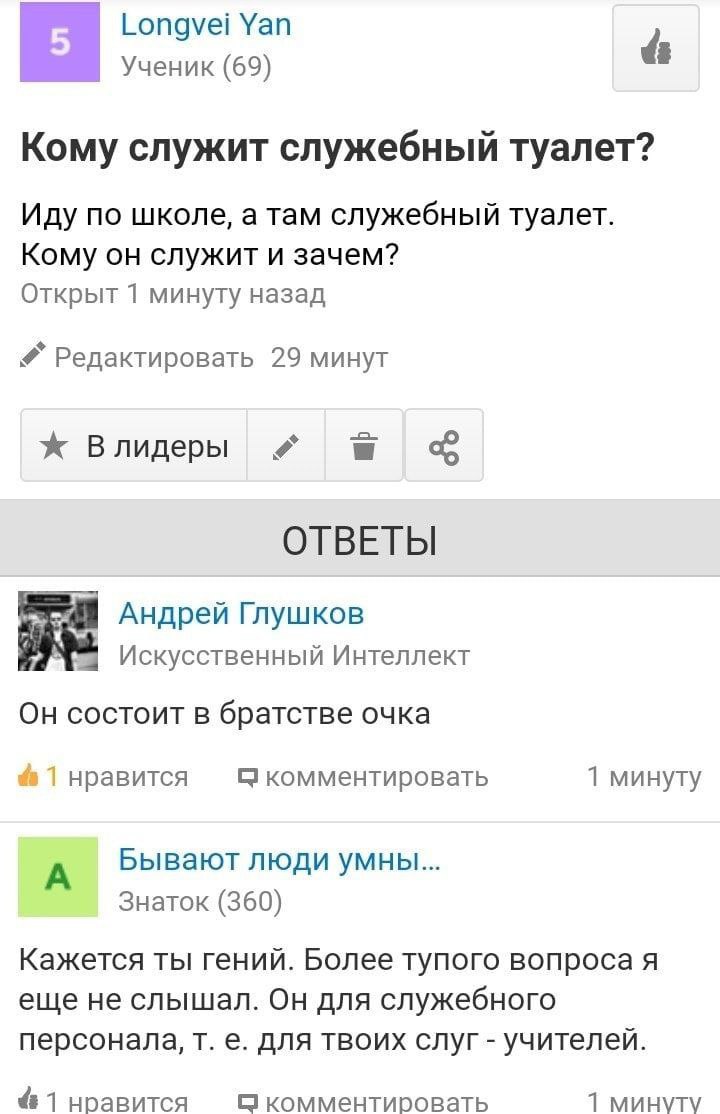 5
Longvei Yan
Ученик (69)
Кому служит служебный туалет?
Иду по школе, а там служебный туалет.
Кому он служит и зачем?
Открыт 1 минуту назад
Редактировать 29 минут
В лидеры
ОТВЕТЫ
Андрей Глушков
Искусственный Интеллект
Он состоит в братстве очка
1 нравится комментировать 1 минуту
А
Бывают люди умны...
Знаток (360)
Кажется ты гений. Более тупого вопроса я
еще не слышал. Он для служебного
персонала, т. е. для твоих слуг - учителей.
1 нравится комментировать 1 минуту